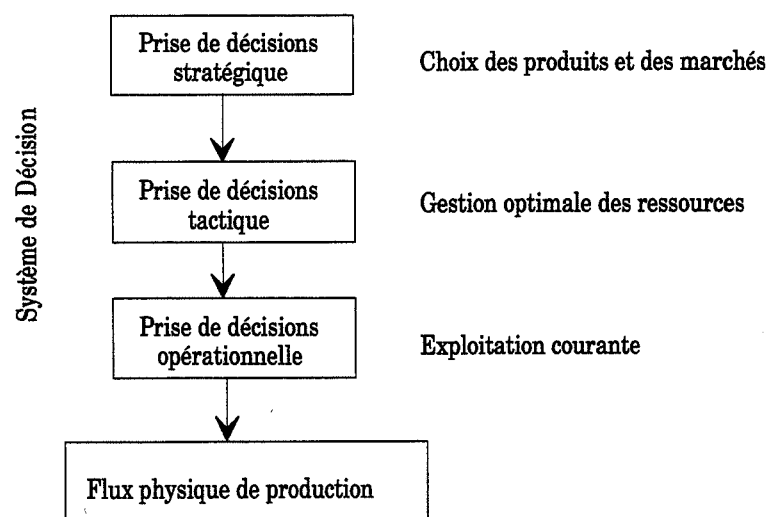 Prise de décisions
stratégique
Choix des produits et des marchés
Système de Décision
Prise de décisions
tactique
Gestion optimale des ressources
Prise de décisions
opérationnelle
Exploitation courante
Flux physique de production